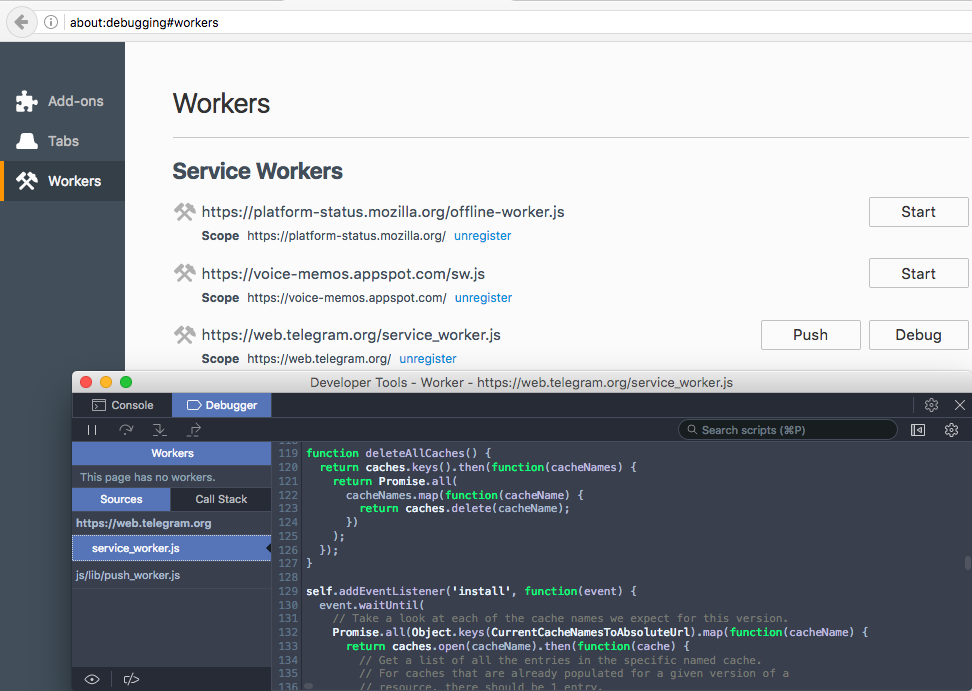 about:debugging#workers
Add-ons
Tabs
Workers
Workers
Service Workers
https://platform-status.mozilla.org/offline-worker.js
Start
Scope https://platform-status.mozilla.org/ unregister
https://voice-memos.appspot.com/sw.js
Start
Scope https://voice-memos.appspot.com/ unregister
https://web.telegram.org/service_worker.js
Push Debug
Scope https://web.telegram.org/ unregister
Developer Tools - Worker - https://web.telegram.org/service_worker.js
Console Debugger
Search scripts (⌘P)
Workers
This page has no workers.
Sources Call Stack
https://web.telegram.org
service_worker.js
js/lib/push_worker.js
118
119 function deleteAllCaches() {
120 return caches.keys().then(function(cacheNames) {
121 return Promise.all(
122 cacheNames.map(function(cacheName) {
123 return caches.delete(cacheName);
124 })
125 );
126 });
127 }
128
129 self.addEventListener('install', function(event) {
130 event.waitUntil(
131 // Take a look at each of the cache names we expect for this version.
132 Promise.all(Object.keys(CurrentCacheNamesToAbsoluteUrl).map(function(cacheName) {
133 return caches.open(cacheName).then(function(cache) {
134 // Get a list of all the entries in the specific named cache.
135 // For caches that are already populated for a given version of a
136 // resource, there should be 1 entry.